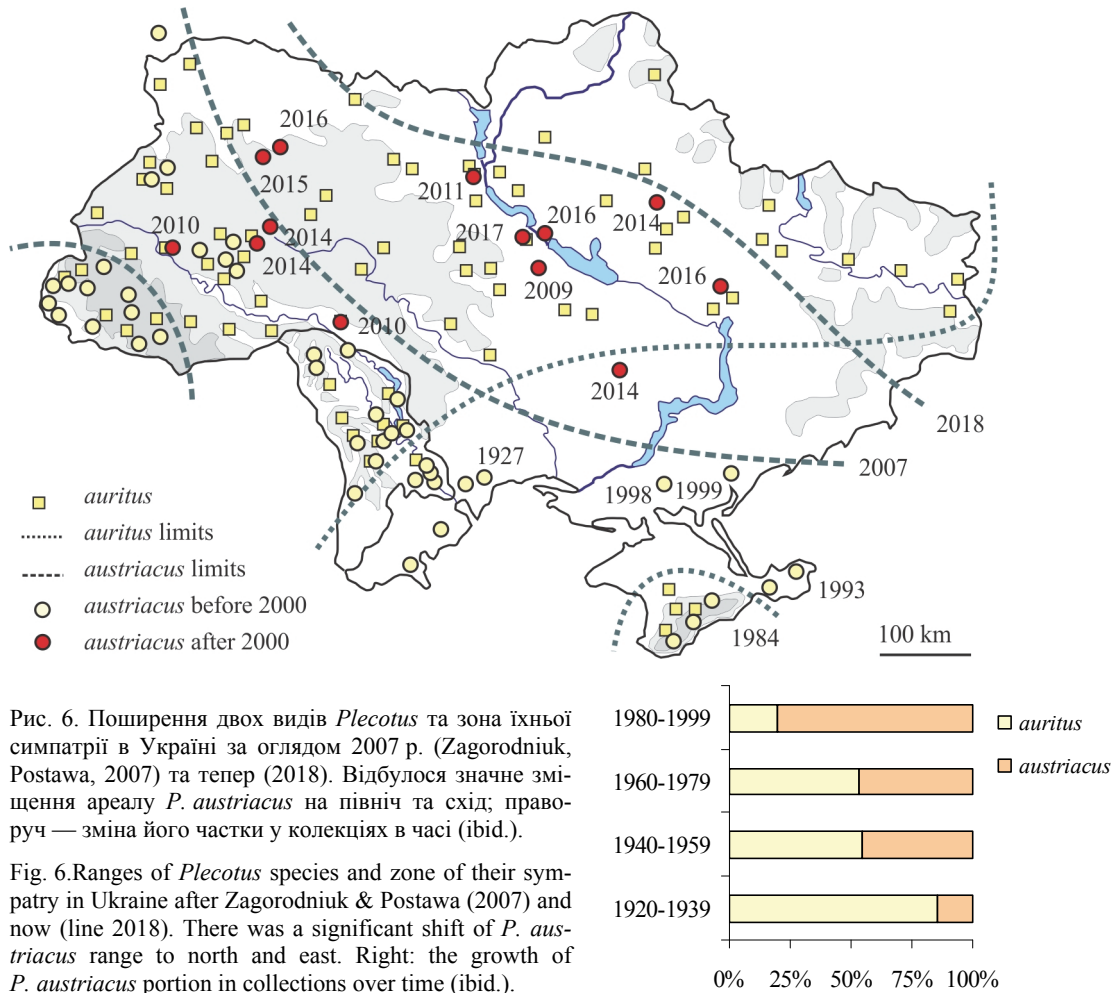 2016
2015
2011
2016
2014
2010
2014
2017
2014
2016
2009
2010
2014
2018
2007
1927
1998
1999
1993
1984
auritus
auritus limits
austriacus limits
austriacus before 2000
austriacus after 2000
100 km
Рис. 6. Поширення двох видів Plecotus та зона їхньої
симпатрії в Україні за оглядом 2007 р. (Zagorodniuk,
Postawa, 2007) та тепер (2018). Відбулося значне змі-
щення ареалу P. austriacus на північ та схід; право-
руч — зміна його частки у колекціях в часі (ibid.).
Fig. 6.Ranges of Plecotus species and zone of their sym-
patry in Ukraine after Zagorodniuk & Postawa (2007) and
now (line 2018). There was a significant shift of P. aus-
triacus range to north and east. Right: the growth of
P. austriacus portion in collections over time (ibid.).
1980-1999
1960-1979
1940-1959
1920-1939
0% 25% 50% 75% 100%
auritus
austriacus